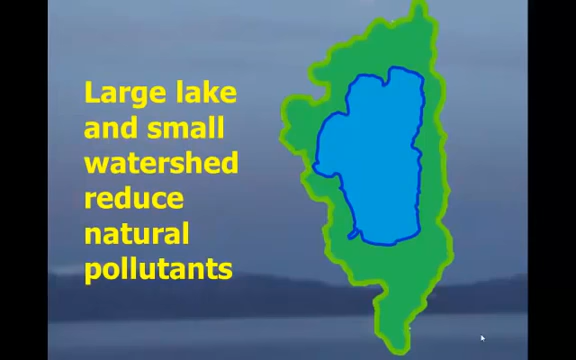 Large lake
and small
watershed
reduce
natural
pollutants